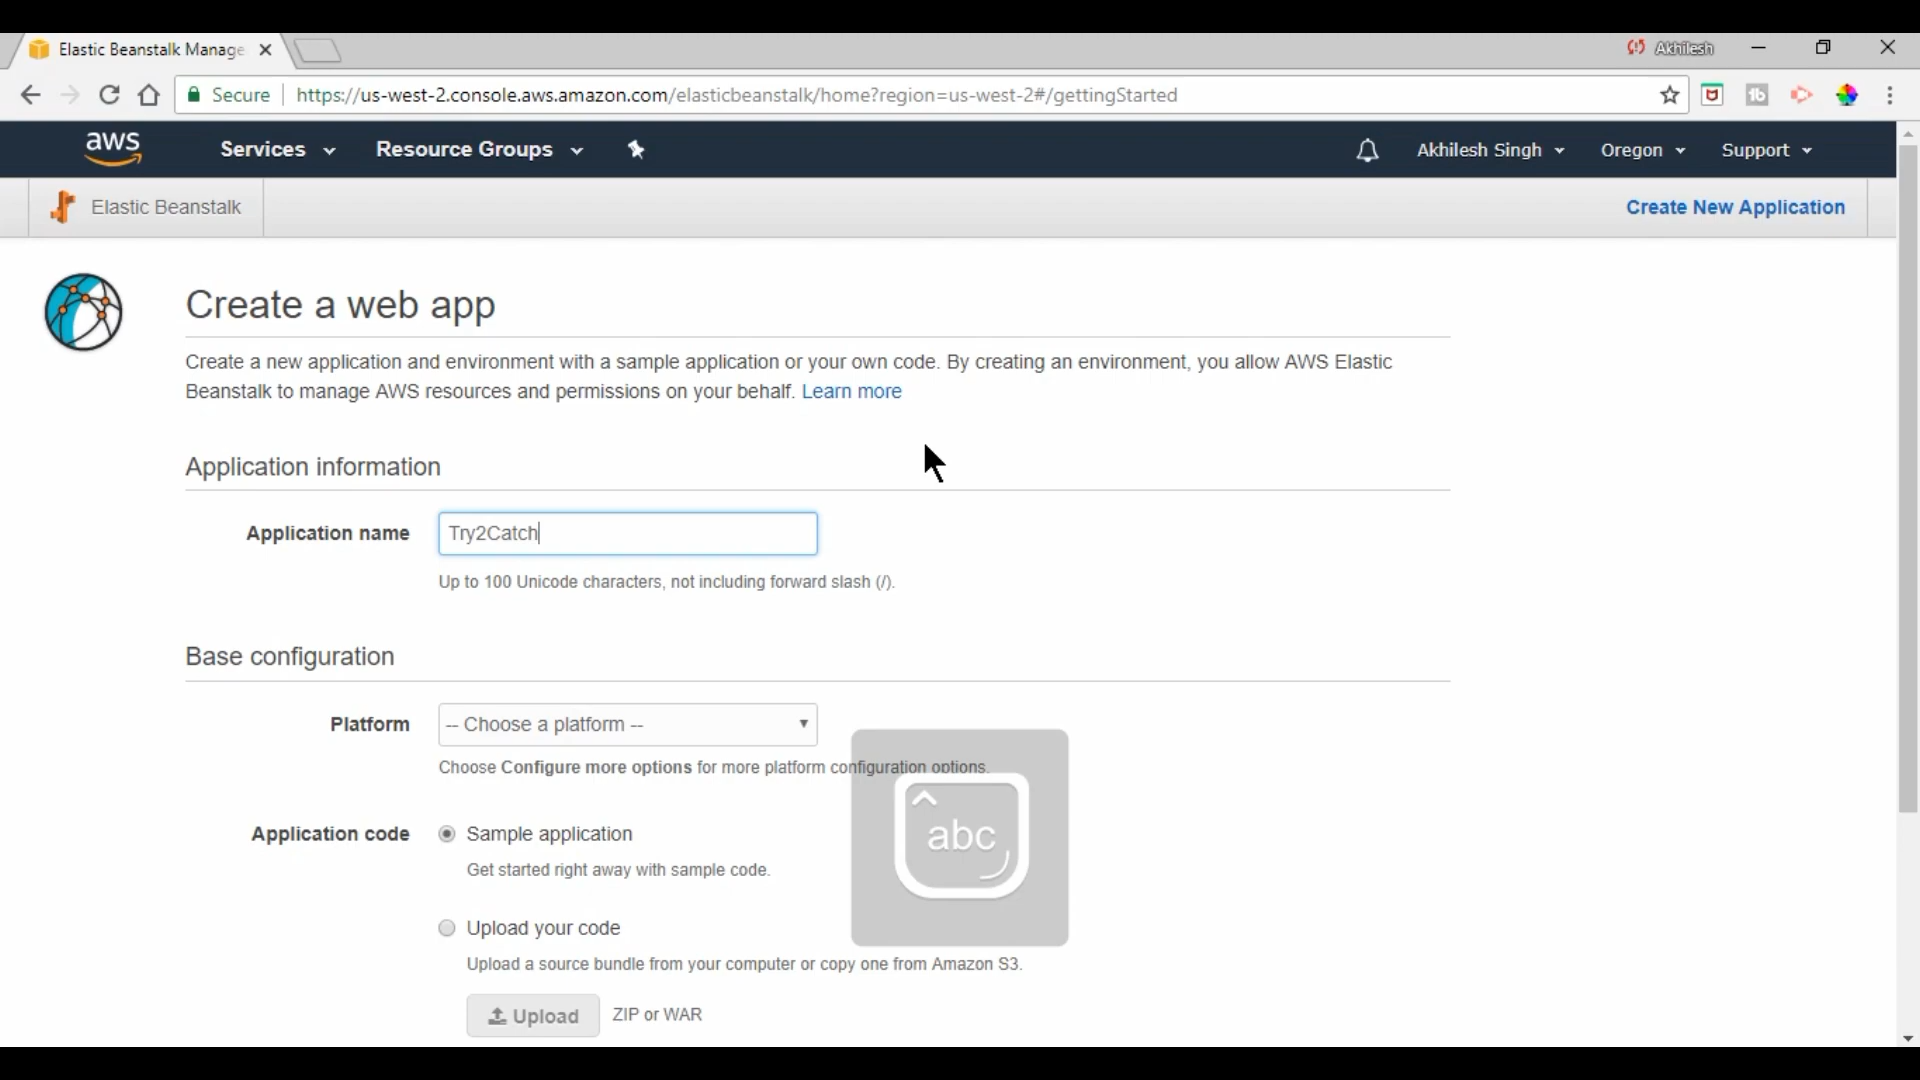 Elastic Beanstalk Manage
Akhilesh
Secure https://us-west-2.console.aws.amazon.com/elasticbeanstalk/home?region=us-west-2#/gettingStarted
aws Services Resource Groups Akhilesh Singh Oregon Support
Elastic Beanstalk Create New Application
Create a web app
Create a new application and environment with a sample application or your own code. By creating an environment, you allow AWS Elastic
Beanstalk to manage AWS resources and permissions on your behalf. Learn more
Application information
Application name Try2Catch
Up to 100 Unicode characters, not including forward slash (/).
Base configuration
Platform -- Choose a platform --
Choose Configure more options for more platform configuration options.
abc
Application code Sample application
Get started right away with sample code.
Upload your code
Upload a source bundle from your computer or copy one from Amazon S3.
Upload ZIP or WAR